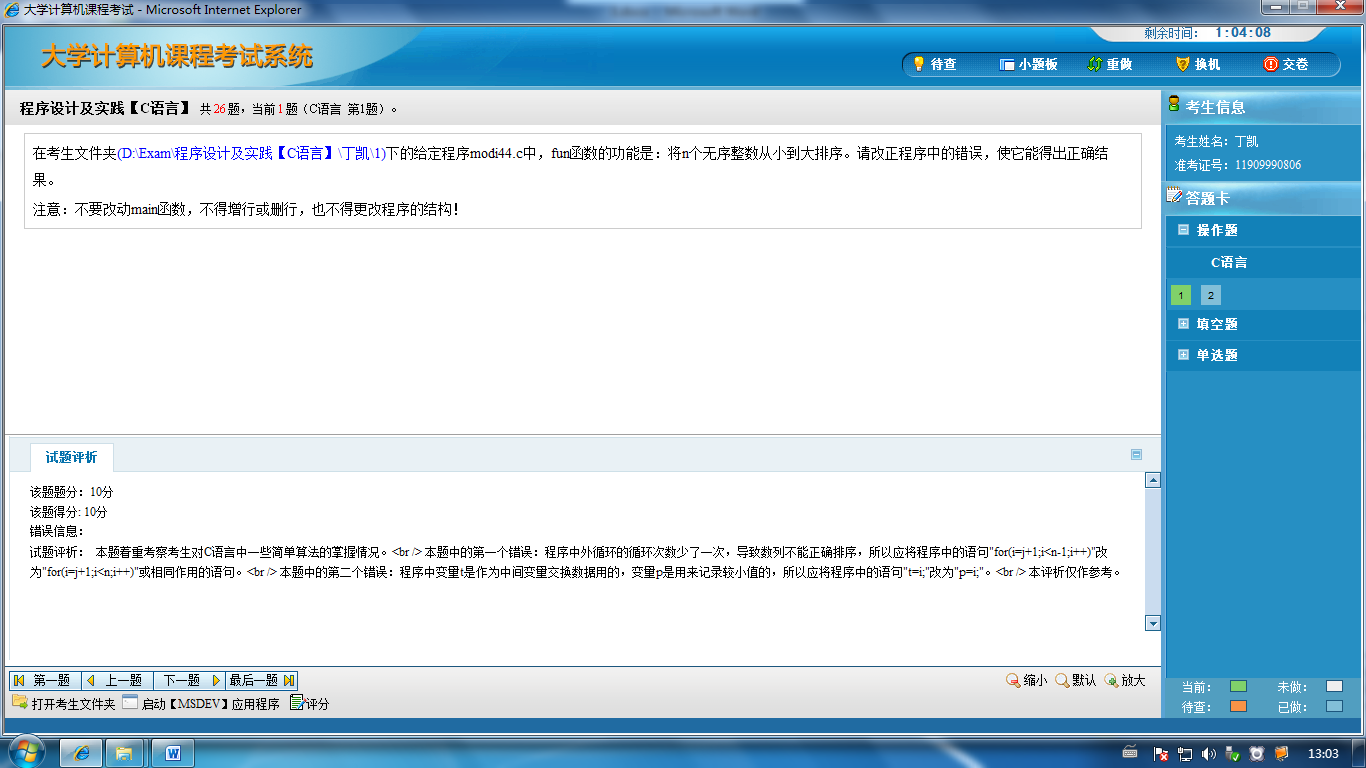 大学计算机课程考试 - Microsoft Internet Explorer
大学计算机课程考试系统
剩余时间： 1:04:08
待查 小题板 重做 换机 交卷
程序设计及实践【C语言】 共26题，当前1题（C语言 第1题）。
在考生文件夹(D:\Exam\程序设计及实践【C语言】\丁凯\1)下的给定程序modi44.c中，fun函数的功能是：将n个无序整数从小到大排序。请改正程序中的错误，使它能得出正确结
果。
注意：不要改动main函数，不得增行或删行，也不得更改程序的结构！
考生信息
考生姓名：丁凯
准考证号：11909990806
答题卡
操作题
C语言
1 2
填空题
单选题
试题评析
该题题分：10分
该题得分: 10分
错误信息：
试题评析： 本题着重考察考生对C语言中一些简单算法的掌握情况。<br /> 本题中的第一个错误：程序中外循环的循环次数少了一次，导致数列不能正确排序，所以应将程序中的语句"for(i=j+1;i<n-1;i++)"改
为"for(i=j+1;i<n;i++)"或相同作用的语句。<br /> 本题中的第二个错误：程序中变量t是作为中间变量交换数据用的，变量p是用来记录较小值的，所以应将程序中的语句"t=i;"改为"p=i;"。<br /> 本评析仅作参考。
第一题 上一题 下一题 最后一题
缩小 默认 放大
打开考生文件夹 启动【MSDEV】应用程序 评分
当前： 未做：
待查： 已做：
13:03